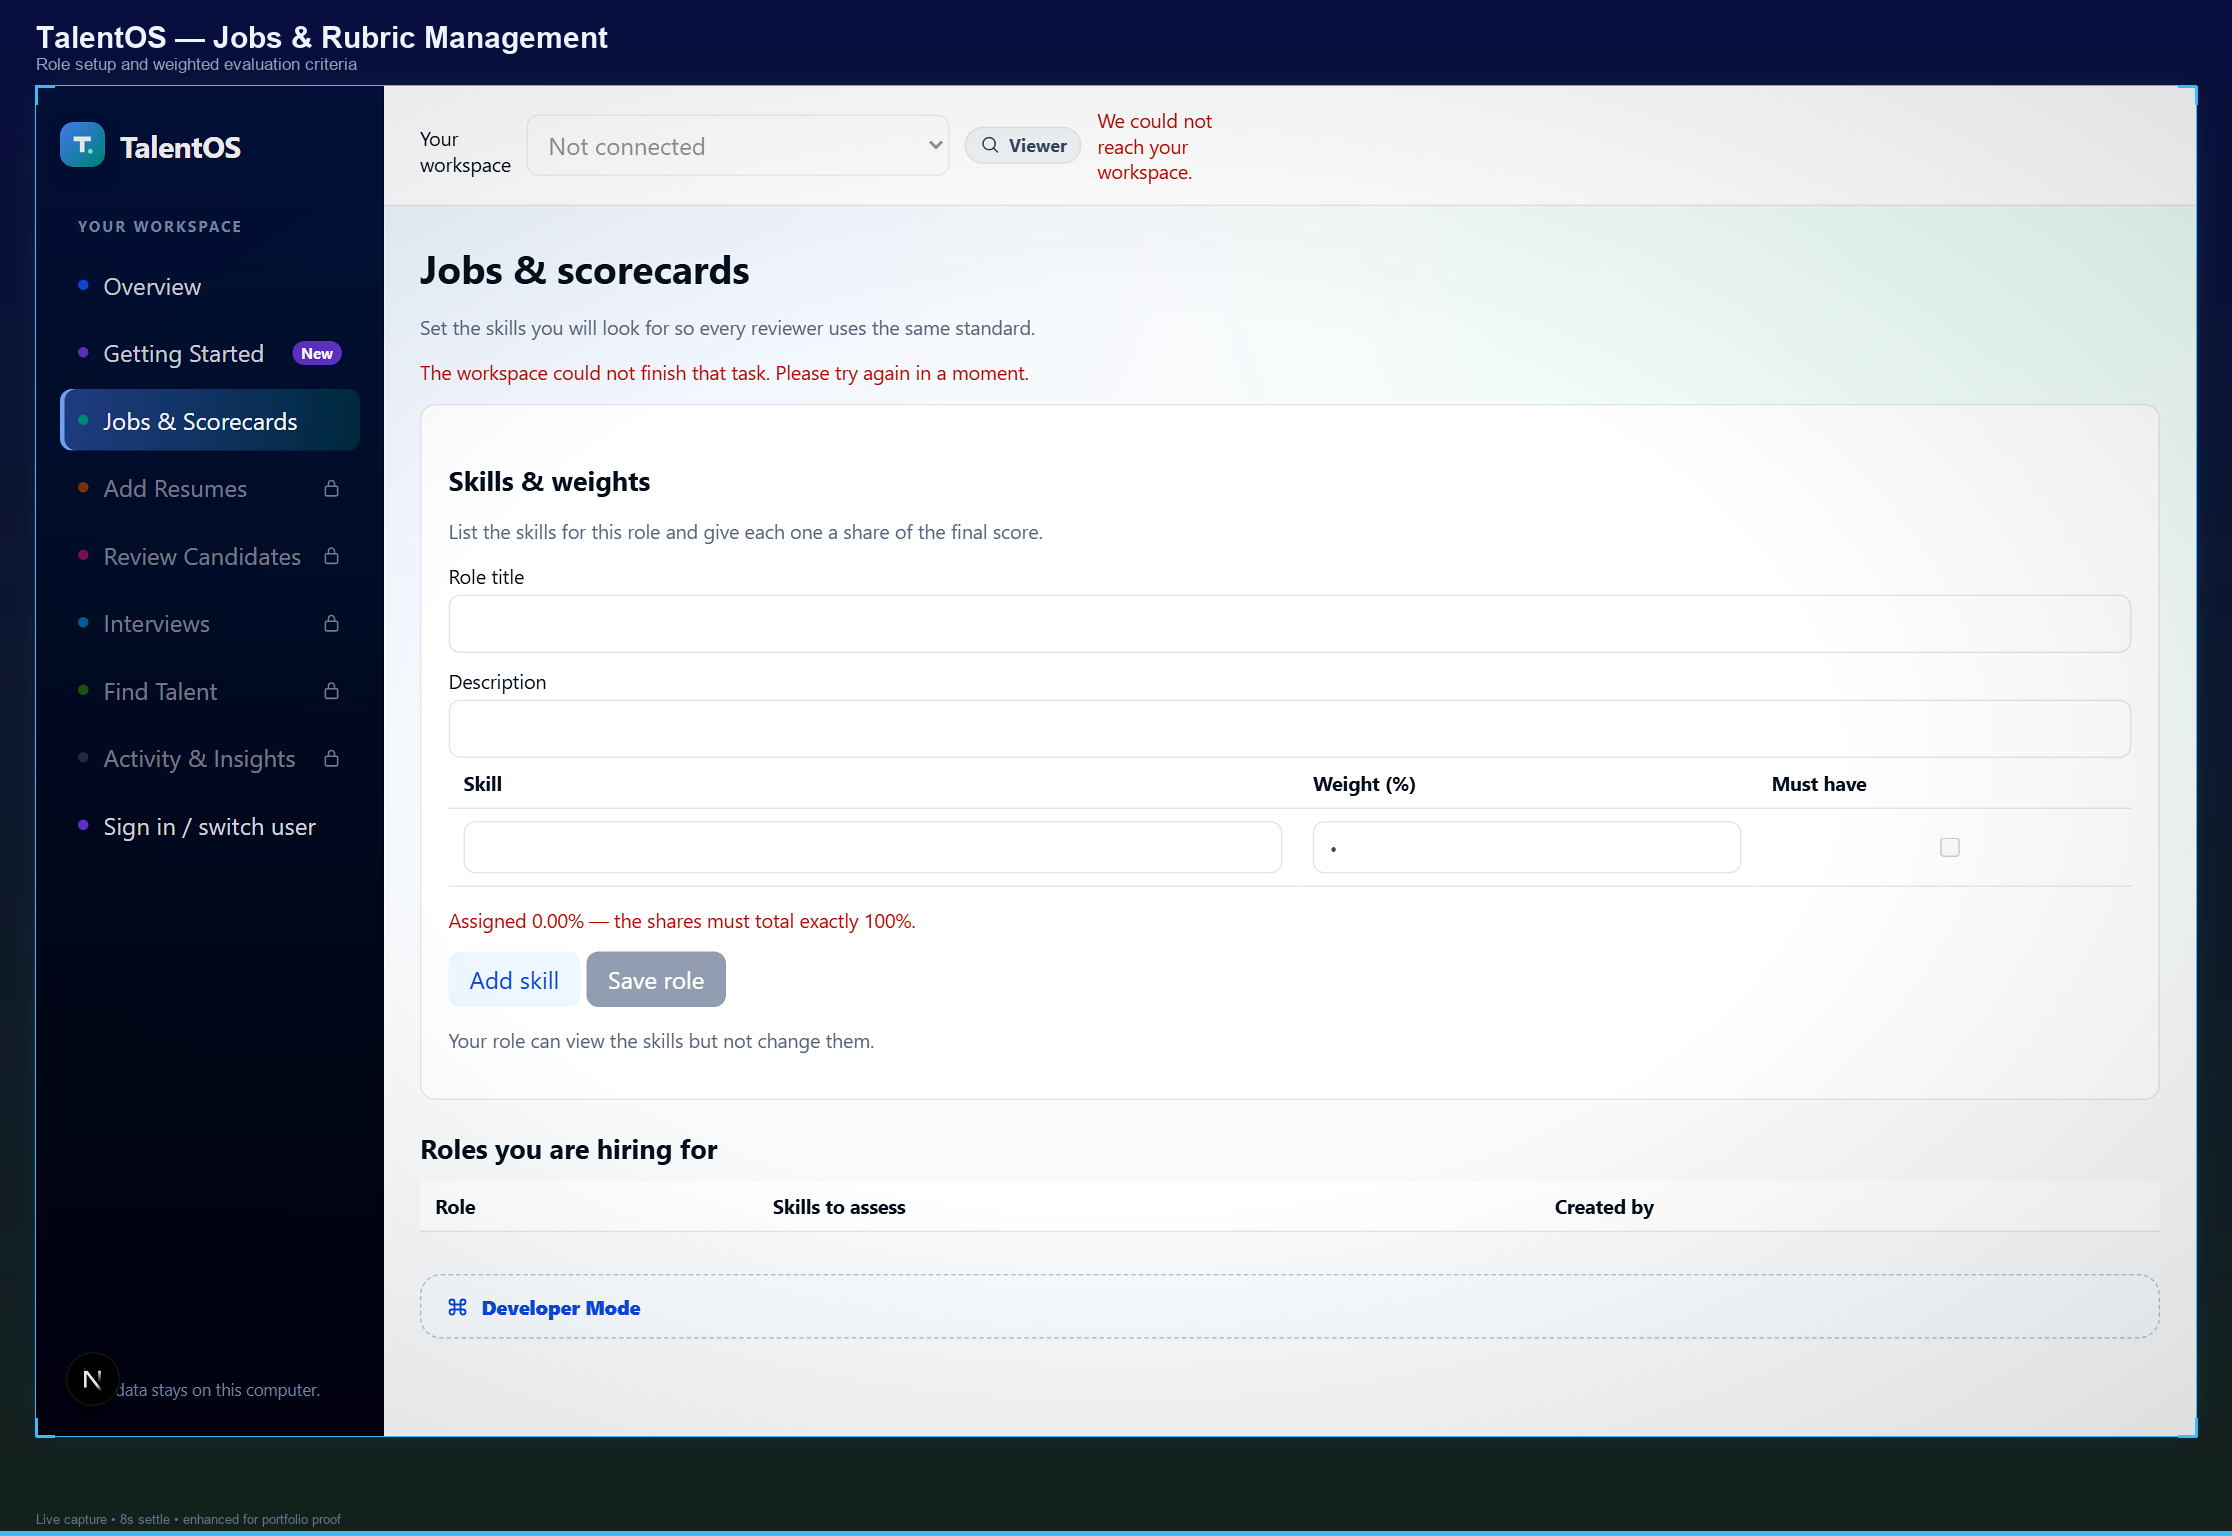 TalentOS — Jobs & Rubric Management
Role setup and weighted evaluation criteria
T.
TalentOS
YOUR WORKSPACE
Overview
Getting Started New
Jobs & Scorecards
Add Resumes
Review Candidates
Interviews
Find Talent
Activity & Insights
Sign in / switch user
N
data stays on this computer.
Your
workspace
Not connected
Viewer
We could not
reach your
workspace.
Jobs & scorecards
Set the skills you will look for so every reviewer uses the same standard.
The workspace could not finish that task. Please try again in a moment.
Skills & weights
List the skills for this role and give each one a share of the final score.
Role title
Description
Skill Weight (%) Must have
•
Assigned 0.00% — the shares must total exactly 100%.
Add skill Save role
Your role can view the skills but not change them.
Roles you are hiring for
Role Skills to assess Created by
⌘ Developer Mode
Live capture • 8s settle • enhanced for portfolio proof